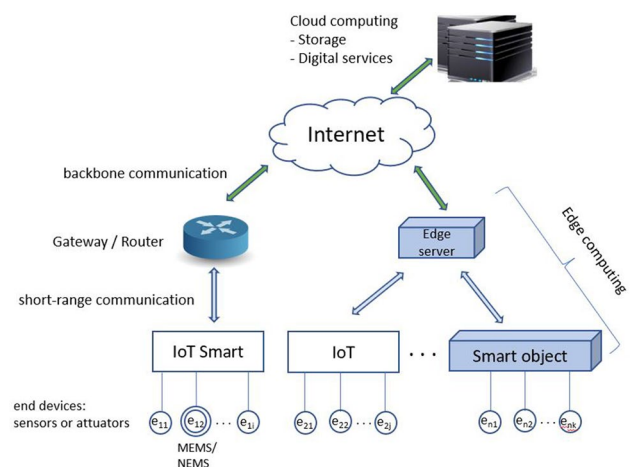 Cloud computing
- Storage
- Digital services
Internet
backbone communication
Gateway / Router
Edge
server
Edge computing
short-range communication
IoT Smart
IoT
...
Smart object
end devices:
sensors or attuators
e11
e12
...
e1i
e21
e22
...
e2j
en1
en2
...
enk
MEMS/
NEMS